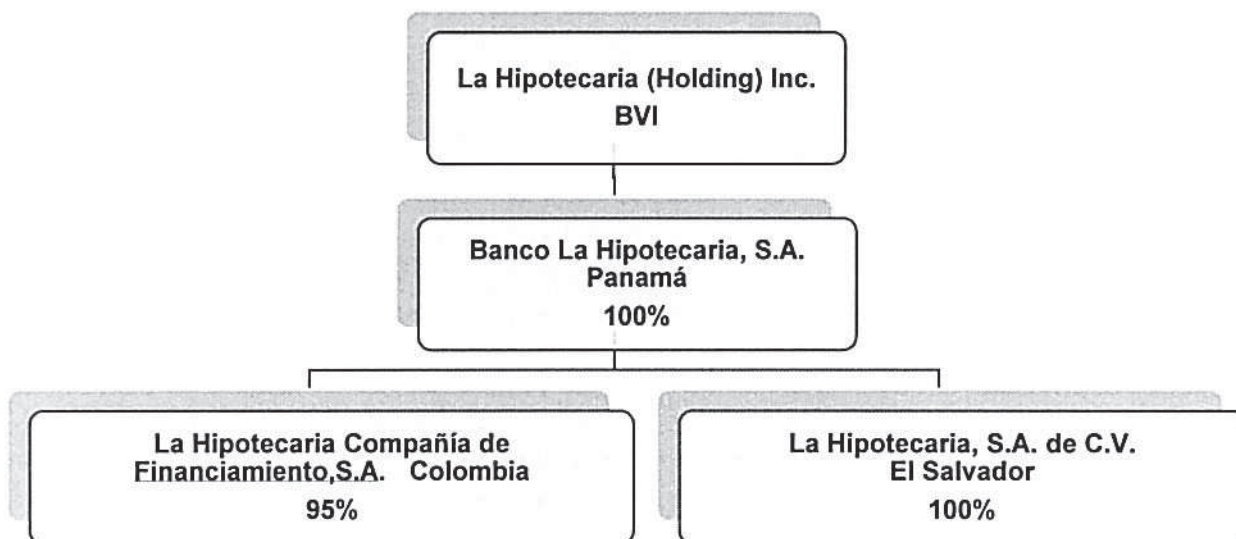 La Hipotecaria (Holding) Inc.
BVI
Banco La Hipotecaria, S.A.
Panamá
100%
La Hipotecaria Compañía de
Financiamiento,S.A. Colombia
95%
La Hipotecaria, S.A. de C.V.
El Salvador
100%